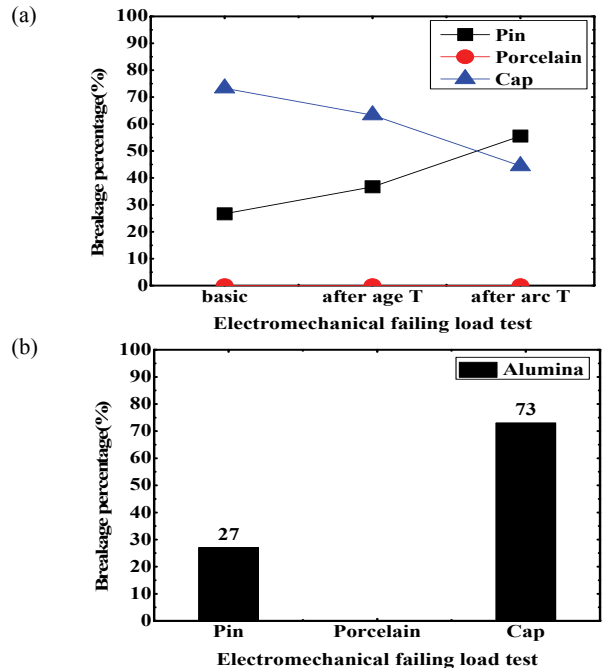 (a)
100
90
80
70
60
50
40
30
20
10
0
Breakage percentage(%)
Pin
Porcelain
Cap
basic after age T after arc T
Electromechanical failing load test
(b)
100
90
80
70
60
50
40
30
20
10
0
Breakage percentage(%)
Alumina
73
27
Pin Porcelain Cap
Electromechanical failing load test